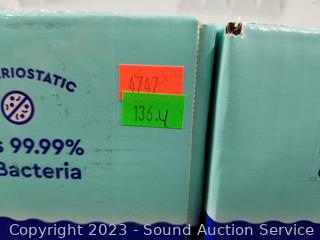 RIOSTATIC
4747
136.4
s 99.99%
Bacteria
Copyright 2023 - Sound Auction Service